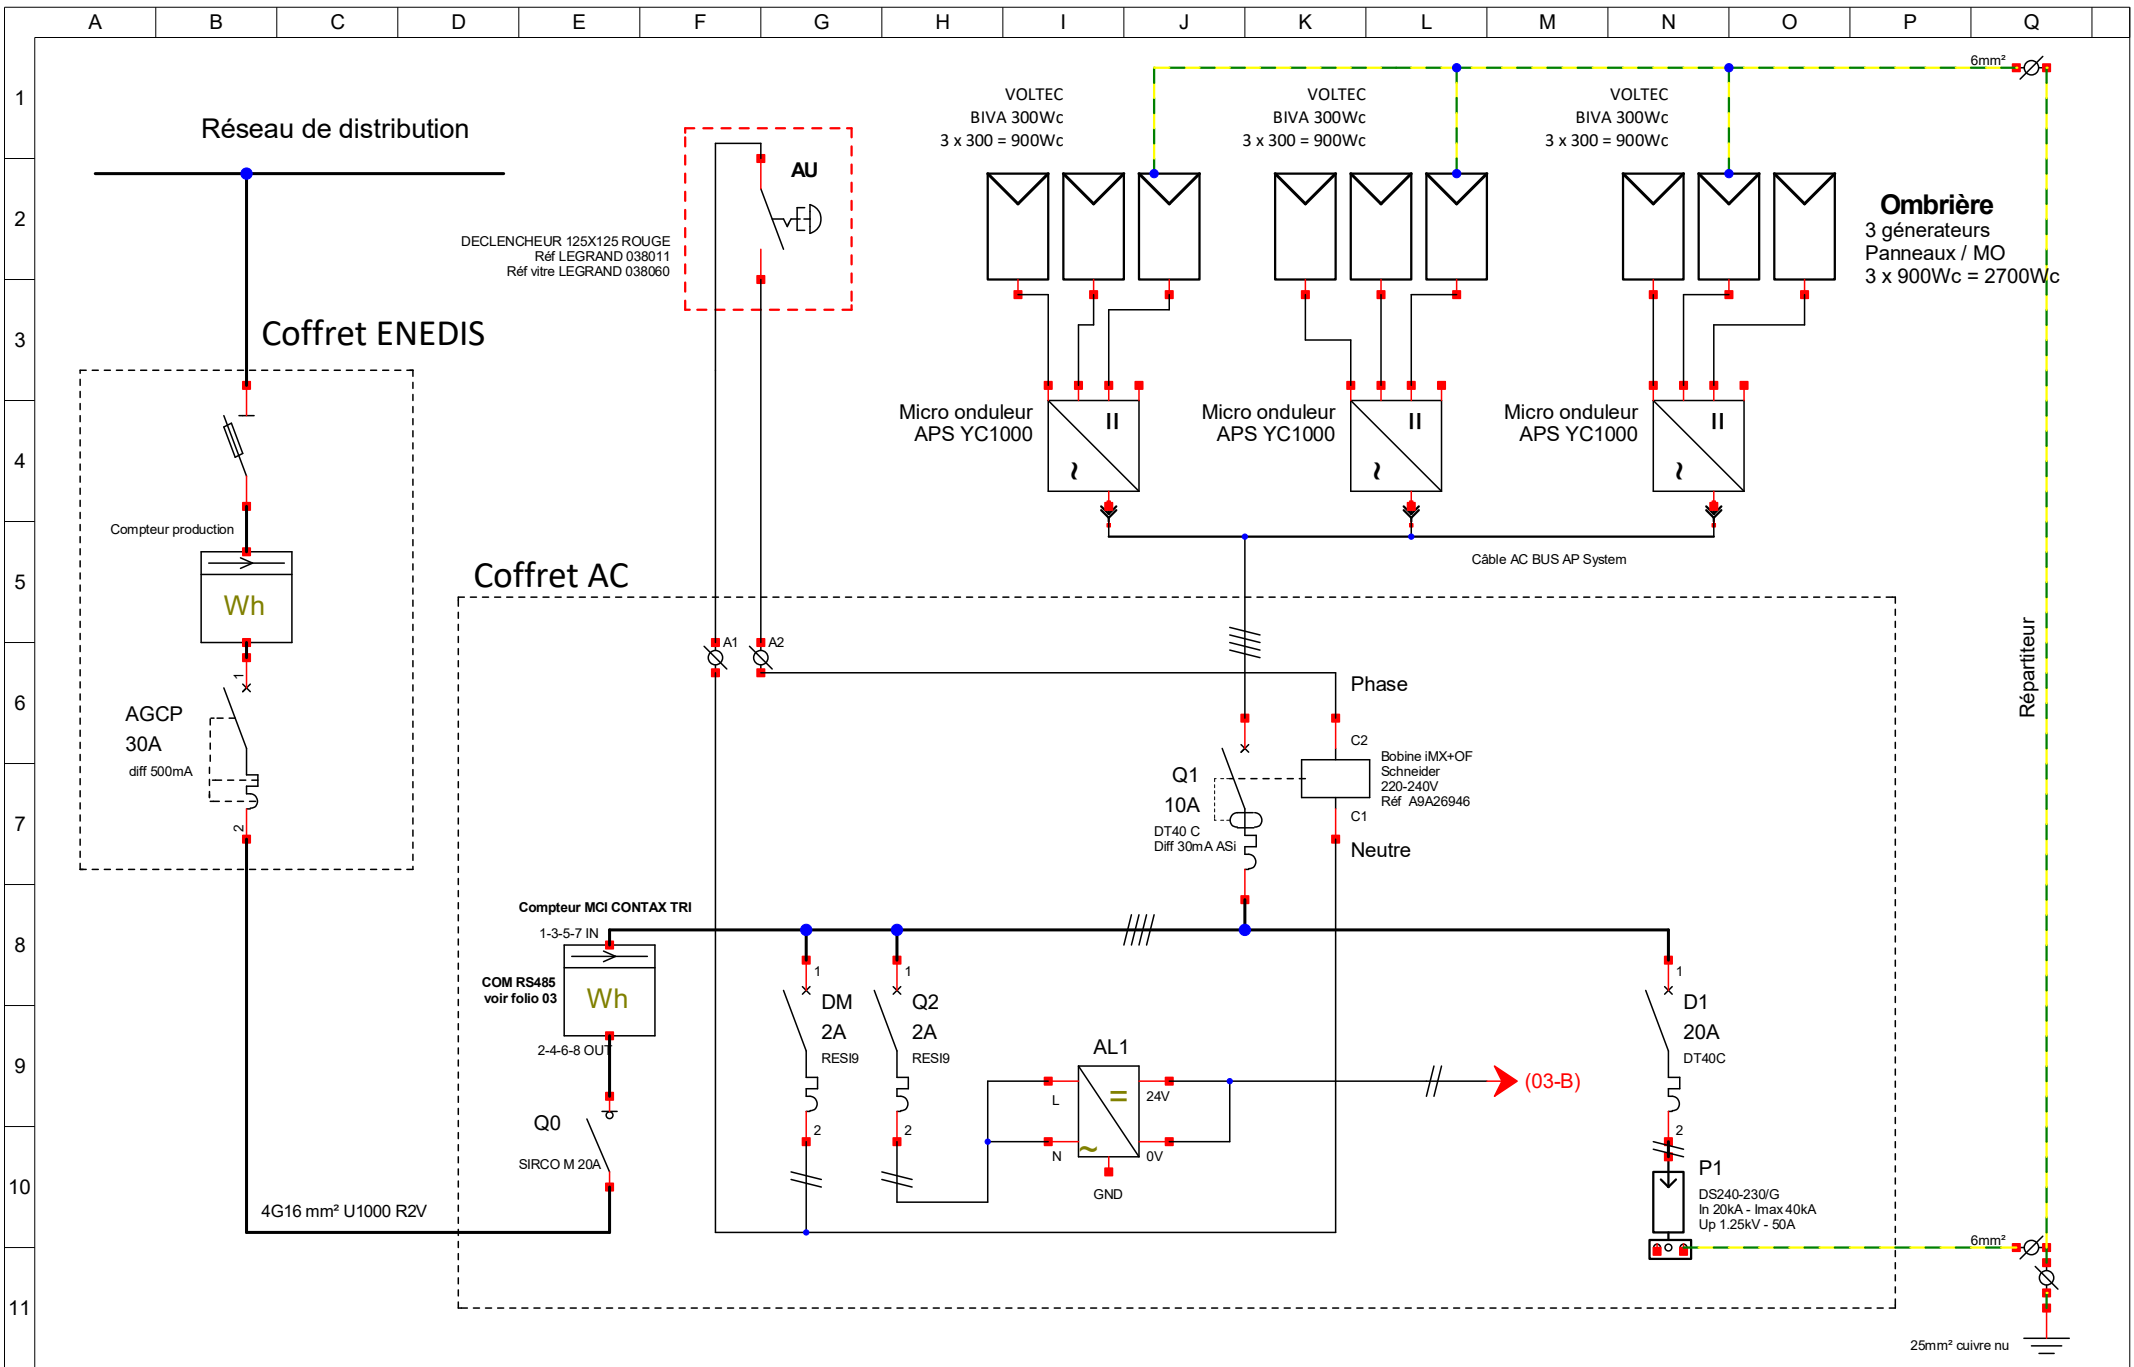 A B C D E F G H I J K L M N O P Q
1
2
3
4
5
6
7
8
9
10
11
Réseau de distribution
Coffret ENEDIS
Compteur production
Wh
1
AGCP
30A
diff 500mA
2
4G16 mm² U1000 R2V
AU
DECLENCHEUR 125X125 ROUGE
Réf LEGRAND 038011
Réf vitre LEGRAND 038060
VOLTEC
BIVA 300Wc
3 x 300 = 900Wc
VOLTEC
BIVA 300Wc
3 x 300 = 900Wc
VOLTEC
BIVA 300Wc
3 x 300 = 900Wc
6mm²
Ombrière
3 génerateurs
Panneaux / MO
3 x 900Wc = 2700Wc
Micro onduleur
APS YC1000
Micro onduleur
APS YC1000
Micro onduleur
APS YC1000
Câble AC BUS AP System
Répartiteur
Coffret AC
A1
A2
Phase
C2
Bobine iMX+OF
Schneider
220-240V
Réf A9A26946
C1
Neutre
Q1
10A
DT40 C
Diff 30mA ASi
Compteur MCI CONTAX TRI
1-3-5-7 IN
COM RS485
voir folio 03
Wh
2-4-6-8 OUT
Q0
SIRCO M 20A
1
DM
2A
RESI9
2
1
Q2
2A
RESI9
2
AL1
L
N
24V
0V
GND
(03-B)
1
D1
20A
DT40C
2
P1
DS240-230/G
In 20kA - Imax 40kA
Up 1.25kV - 50A
6mm²
25mm² cuivre nu